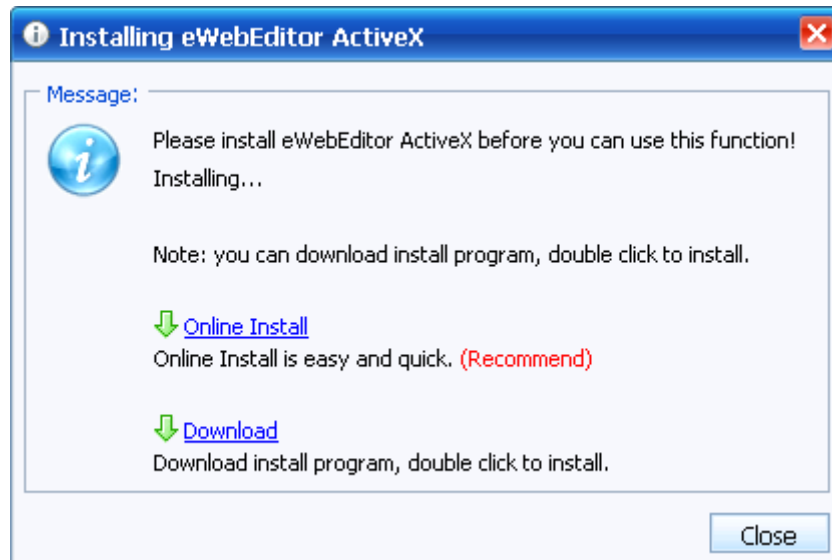 Installing eWebEditor ActiveX
Message:
Please install eWebEditor ActiveX before you can use this function!
Installing...
Note: you can download install program, double click to install.
Online Install
Online Install is easy and quick. (Recommend)
Download
Download install program, double click to install.
Close